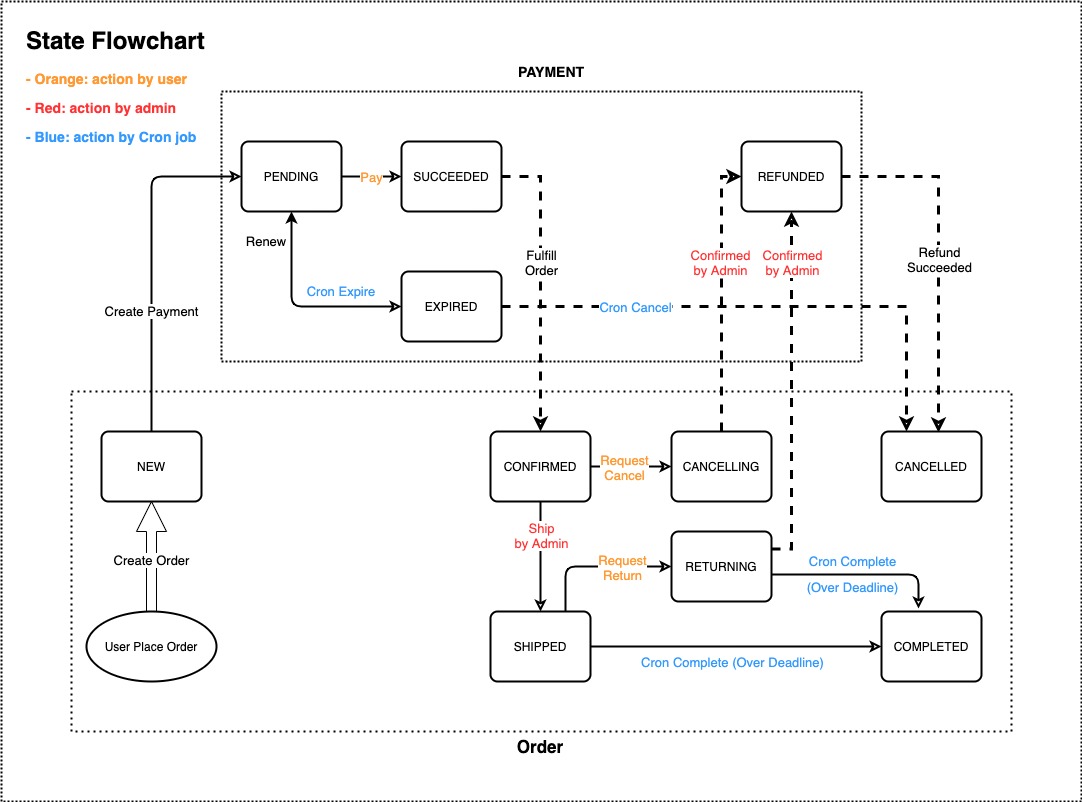 State Flowchart
- Orange: action by user
- Red: action by admin
- Blue: action by Cron job
PAYMENT
PENDING
Pay
SUCCEEDED
REFUNDED
Renew
Fulfill
Order
Confirmed
by Admin
Confirmed
by Admin
Refund
Succeeded
Cron Expire
EXPIRED
Cron Cancel
Create Payment
NEW
CONFIRMED
Request
Cancel
CANCELLING
CANCELLED
Ship
by Admin
Create Order
Request
Return
RETURNING
Cron Complete
(Over Deadline)
User Place Order
SHIPPED
Cron Complete (Over Deadline)
COMPLETED
Order